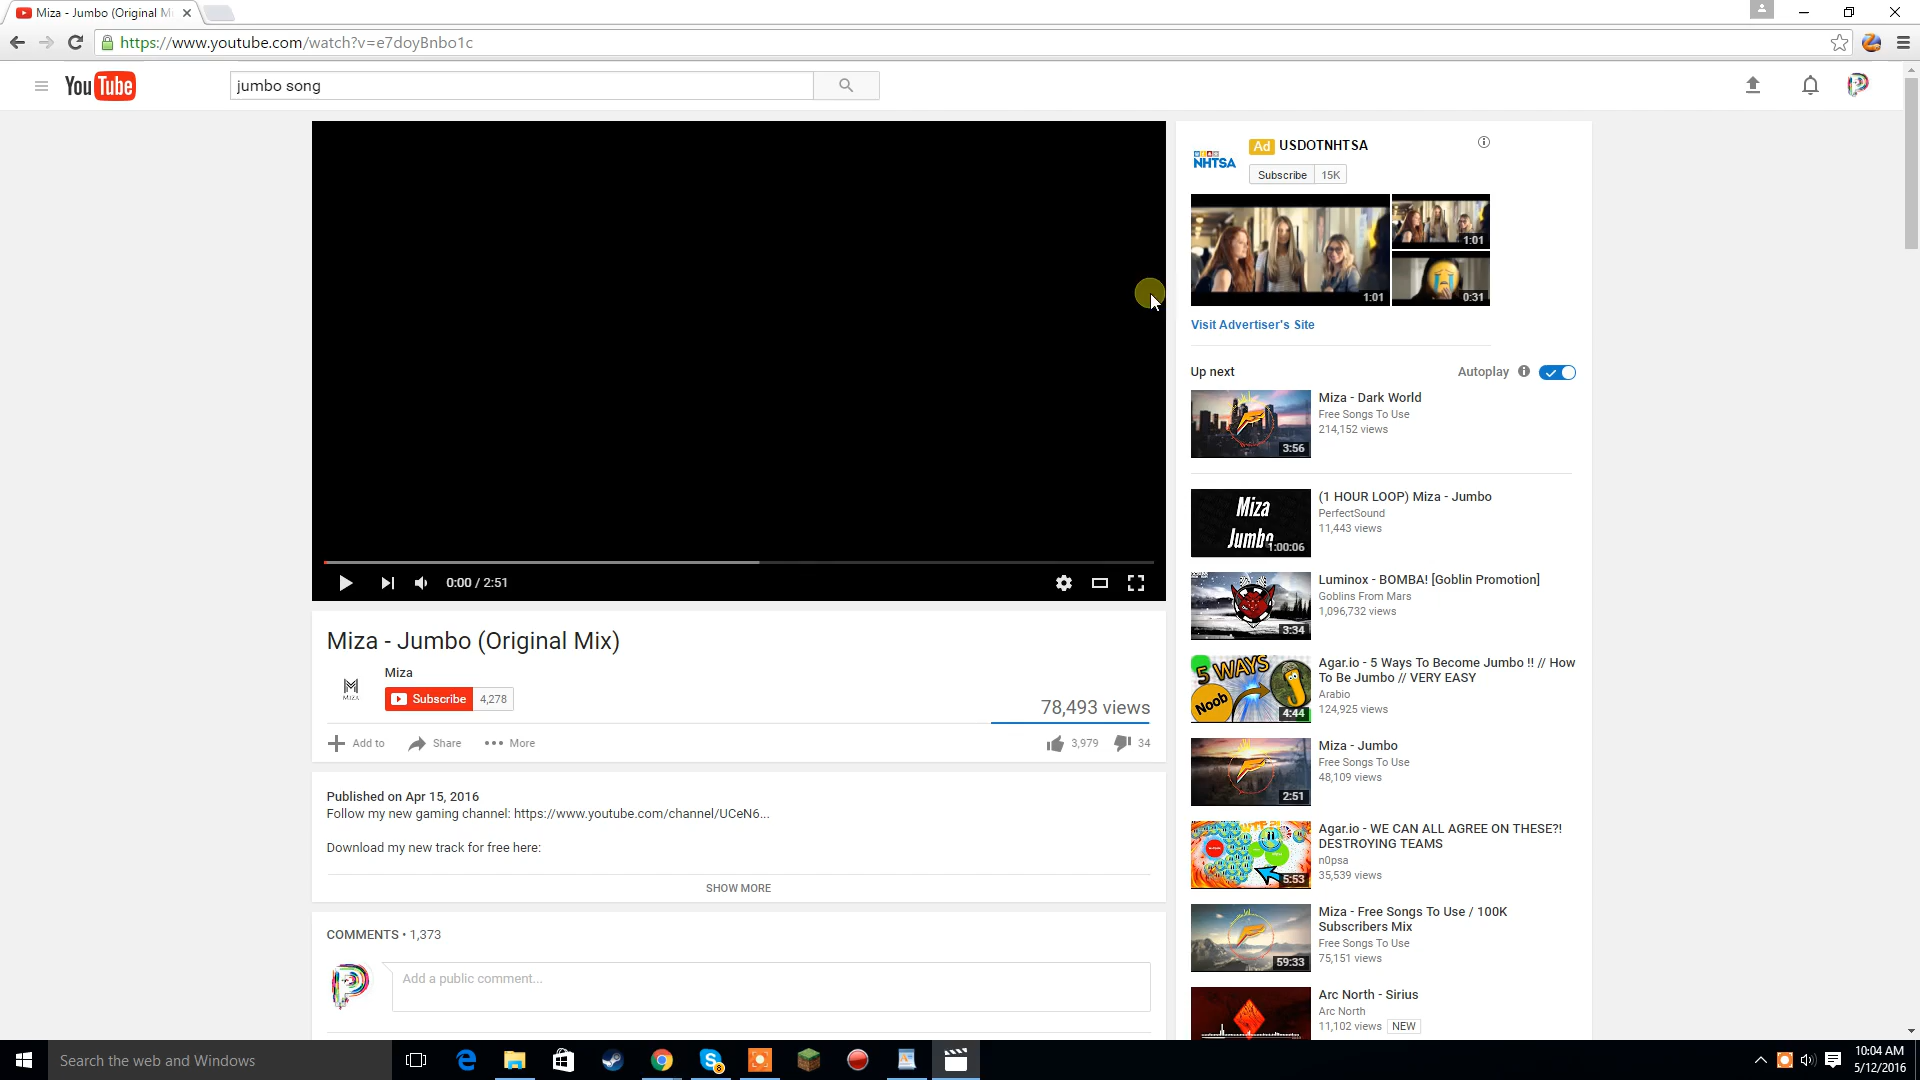 Miza - Jumbo (Original Mi
https://www.youtube.com/watch?v=e7doyBnbo1c
YouTube
jumbo song
0:00 / 2:51
Miza - Jumbo (Original Mix)
MIZA
Miza
Subscribe 4,278
78,493 views
Add to Share More
3,979 34
Published on Apr 15, 2016
Follow my new gaming channel: https://www.youtube.com/channel/UCeN6...
Download my new track for free here:
SHOW MORE
COMMENTS • 1,373
Add a public comment...
NHTSA
Ad USDOTNHTSA
Subscribe 15K
1:01
1:01
0:31
Visit Advertiser's Site
Up next
Autoplay
Miza - Dark World
Free Songs To Use
214,152 views
3:56
Miza
Jumbo
1:00:06
(1 HOUR LOOP) Miza - Jumbo
PerfectSound
11,443 views
Luminox - BOMBA! [Goblin Promotion]
Goblins From Mars
1,096,732 views
3:34
5 WAYS
Noob
4:44
Agar.io - 5 Ways To Become Jumbo !! // How
To Be Jumbo // VERY EASY
Arabio
124,925 views
Miza - Jumbo
Free Songs To Use
48,109 views
2:51
Agar.io - WE CAN ALL AGREE ON THESE?!
DESTROYING TEAMS
n0psa
35,539 views
5:53
Miza - Free Songs To Use / 100K
Subscribers Mix
Free Songs To Use
75,151 views
59:33
Arc North - Sirius
Arc North
11,102 views NEW
Search the web and Windows
8
10:04 AM
5/12/2016